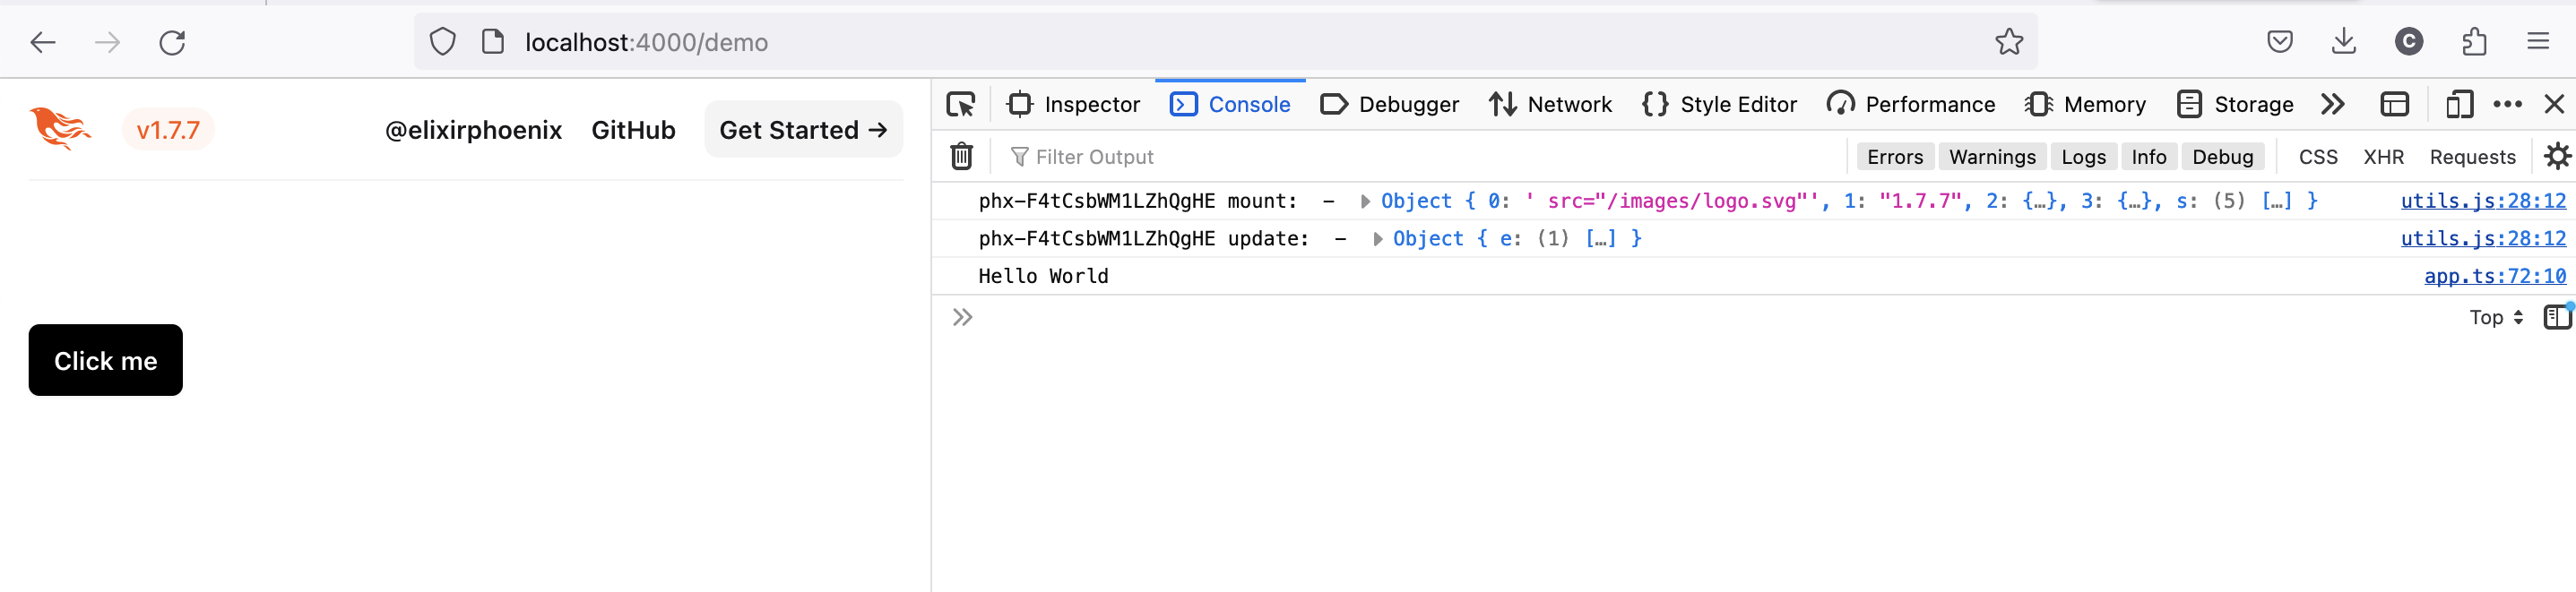 localhost:4000/demo
C
v1.7.7 @elixirphoenix GitHub Get Started →
Click me
Inspector Console Debugger Network Style Editor Performance Memory Storage
Filter Output Errors Warnings Logs Info Debug CSS XHR Requests
phx-F4tCsbWM1LZhQgHE mount:  –  Object { 0: ' src="/images/logo.svg"', 1: "1.7.7", 2: {…}, 3: {…}, s: (5) […] } utils.js:28:12
phx-F4tCsbWM1LZhQgHE update:  –  Object { e: (1) […] } utils.js:28:12
Hello World app.ts:72:10
Top